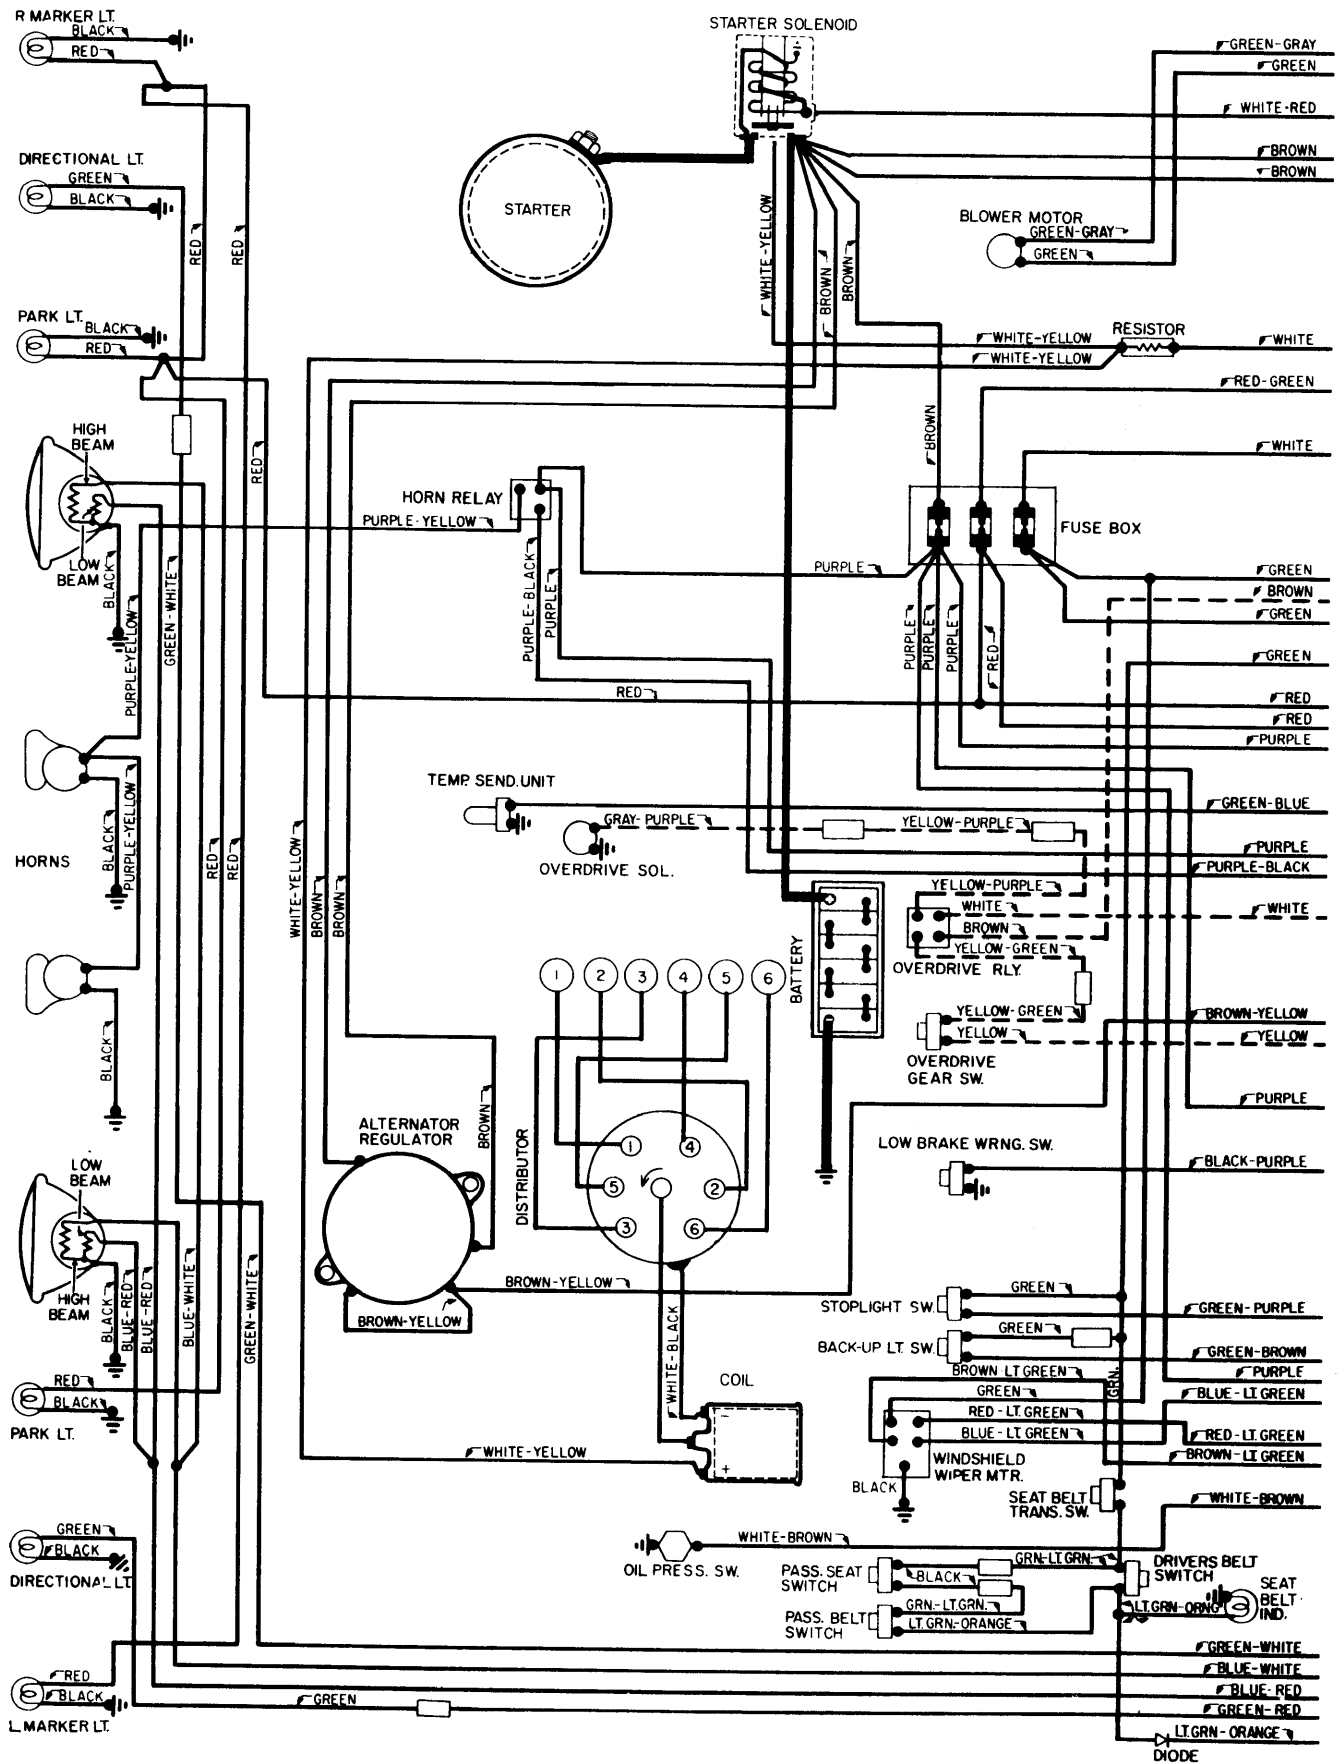 R MARKER LT.
BLACK
RED
STARTER SOLENOID
GREEN-GRAY
GREEN
WHITE-RED
BROWN
BROWN
DIRECTIONAL LT.
GREEN
BLACK
STARTER
WHITE-YELLOW
BROWN
BROWN
BLOWER MOTOR
GREEN-GRAY
GREEN
RED
RED
PARK LT.
BLACK
RED
WHITE-YELLOW
WHITE-YELLOW
RESISTOR
WHITE
RED-GREEN
HIGH
BEAM
RED
BROWN
WHITE
HORN RELAY
PURPLE-YELLOW
FUSE BOX
LOW
BEAM
BLACK
PURPLE-YELLOW
GREEN-WHITE
PURPLE-BLACK
PURPLE
PURPLE
GREEN
BROWN
GREEN
PURPLE
PURPLE
PURPLE
RED
GREEN
RED
RED
RED
PURPLE
HORNS
BLACK
PURPLE-YELLOW
RED
RED
TEMP. SEND. UNIT
GREEN-BLUE
GRAY-PURPLE
YELLOW-PURPLE
OVERDRIVE SOL.
PURPLE
PURPLE-BLACK
WHITE-YELLOW
BROWN
BROWN
YELLOW-PURPLE
WHITE
WHITE
BROWN
YELLOW-GREEN
OVERDRIVE RLY.
BATTERY
1
2
3
4
5
6
BLACK
YELLOW-GREEN
BROWN-YELLOW
YELLOW
YELLOW
OVERDRIVE
GEAR SW.
PURPLE
ALTERNATOR
REGULATOR
BROWN
DISTRIBUTOR
1
4
5
2
3
6
LOW BRAKE WRNG. SW.
BLACK-PURPLE
LOW
BEAM
HIGH
BEAM
BLACK
BLUE-RED
BLUE-RED
BLUE-WHITE
GREEN-WHITE
BROWN-YELLOW
BROWN-YELLOW
WHITE-BLACK
GREEN
STOPLIGHT SW.
GREEN-PURPLE
GREEN
BACK-UP LT. SW.
GREEN-BROWN
PARK LT.
RED
BLACK
COIL
-
+
WHITE-YELLOW
BROWN LT GREEN
GRN.
PURPLE
GREEN
BLUE-LT GREEN
RED-LT. GREEN
BLUE-LT GREEN
RED-LT. GREEN
BROWN-LT GREEN
WINDSHIELD
WIPER MTR.
BLACK
SEAT BELT
TRANS. SW.
WHITE-BROWN
GREEN
BLACK
DIRECTIONAL LT
WHITE-BROWN
OIL PRESS. SW.
GRN-LT.GRN.
PASS. SEAT
SWITCH
BLACK
DRIVERS BELT
SWITCH
GRN.-LT.GRN.
PASS. BELT
SWITCH
LT GRN-ORANGE
LT.GRN-ORNG
SEAT
BELT
IND.
GREEN-WHITE
BLUE-WHITE
BLUE-RED
GREEN-RED
RED
BLACK
L MARKER LT.
GREEN
LT.GRN-ORANGE
DIODE